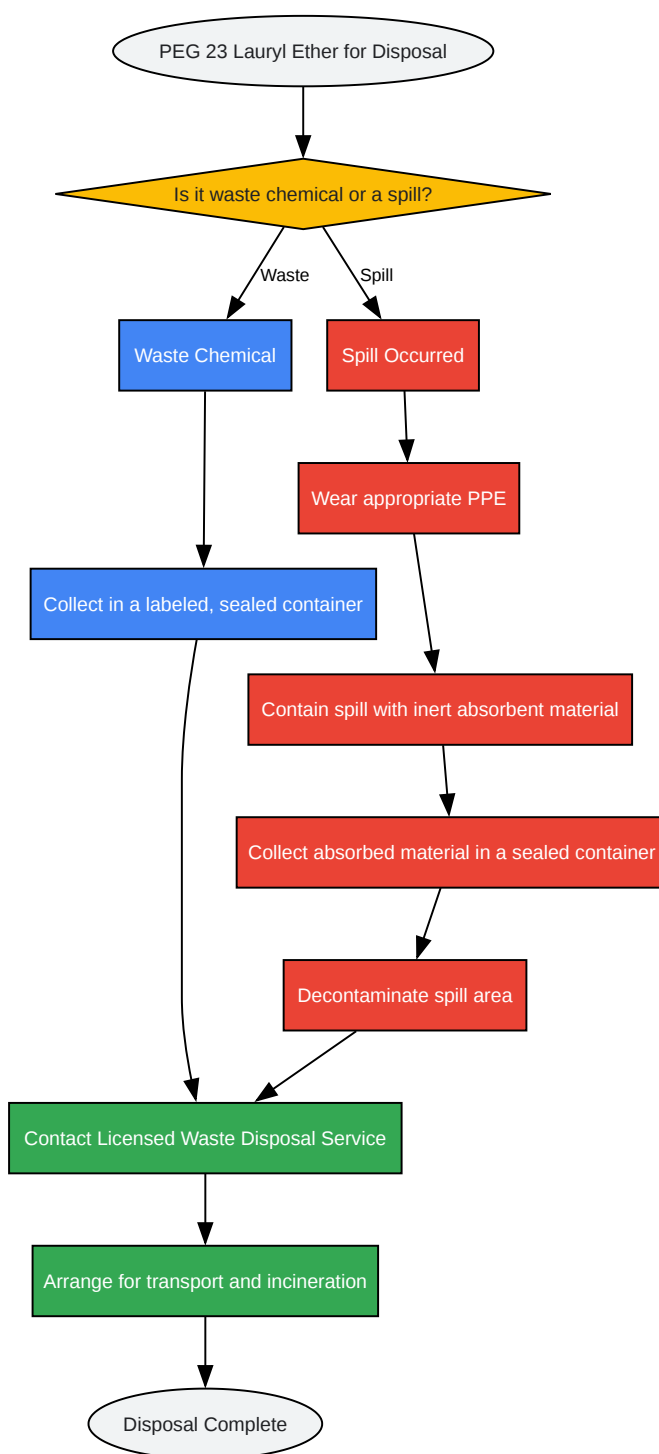 PEG 23 Lauryl Ether for Disposal
Is it waste chemical or a spill?
Waste
Spill
Waste Chemical
Spill Occurred
Wear appropriate PPE
Collect in a labeled, sealed container
Contain spill with inert absorbent material
Collect absorbed material in a sealed container
Decontaminate spill area
Contact Licensed Waste Disposal Service
Arrange for transport and incineration
Disposal Complete